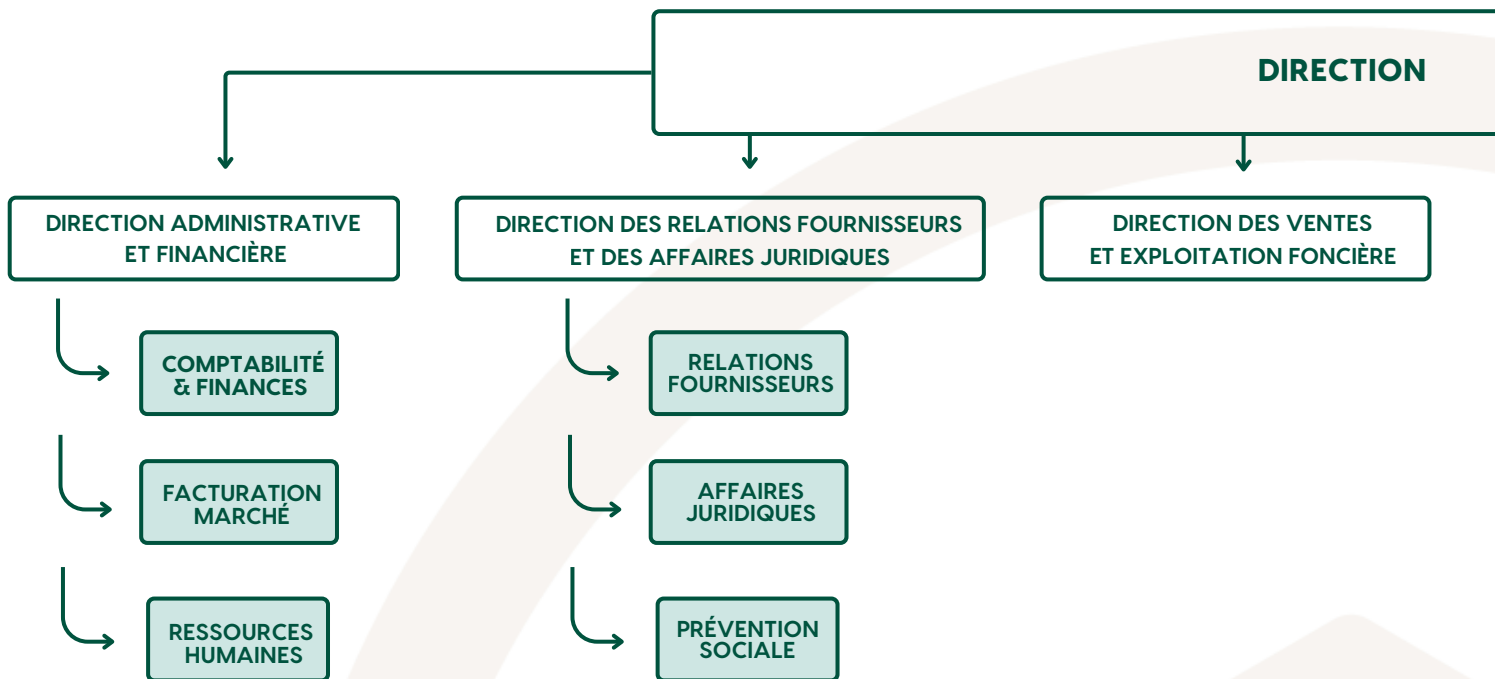 DIRECTION
DIRECTION ADMINISTRATIVE
ET FINANCIÈRE
DIRECTION DES RELATIONS FOURNISSEURS
ET DES AFFAIRES JURIDIQUES
DIRECTION DES VENTES
ET EXPLOITATION FONCIÈRE
COMPTABILITÉ
& FINANCES
RELATIONS
FOURNISSEURS
FACTURATION
MARCHÉ
AFFAIRES
JURIDIQUES
RESSOURCES
HUMAINES
PRÉVENTION
SOCIALE